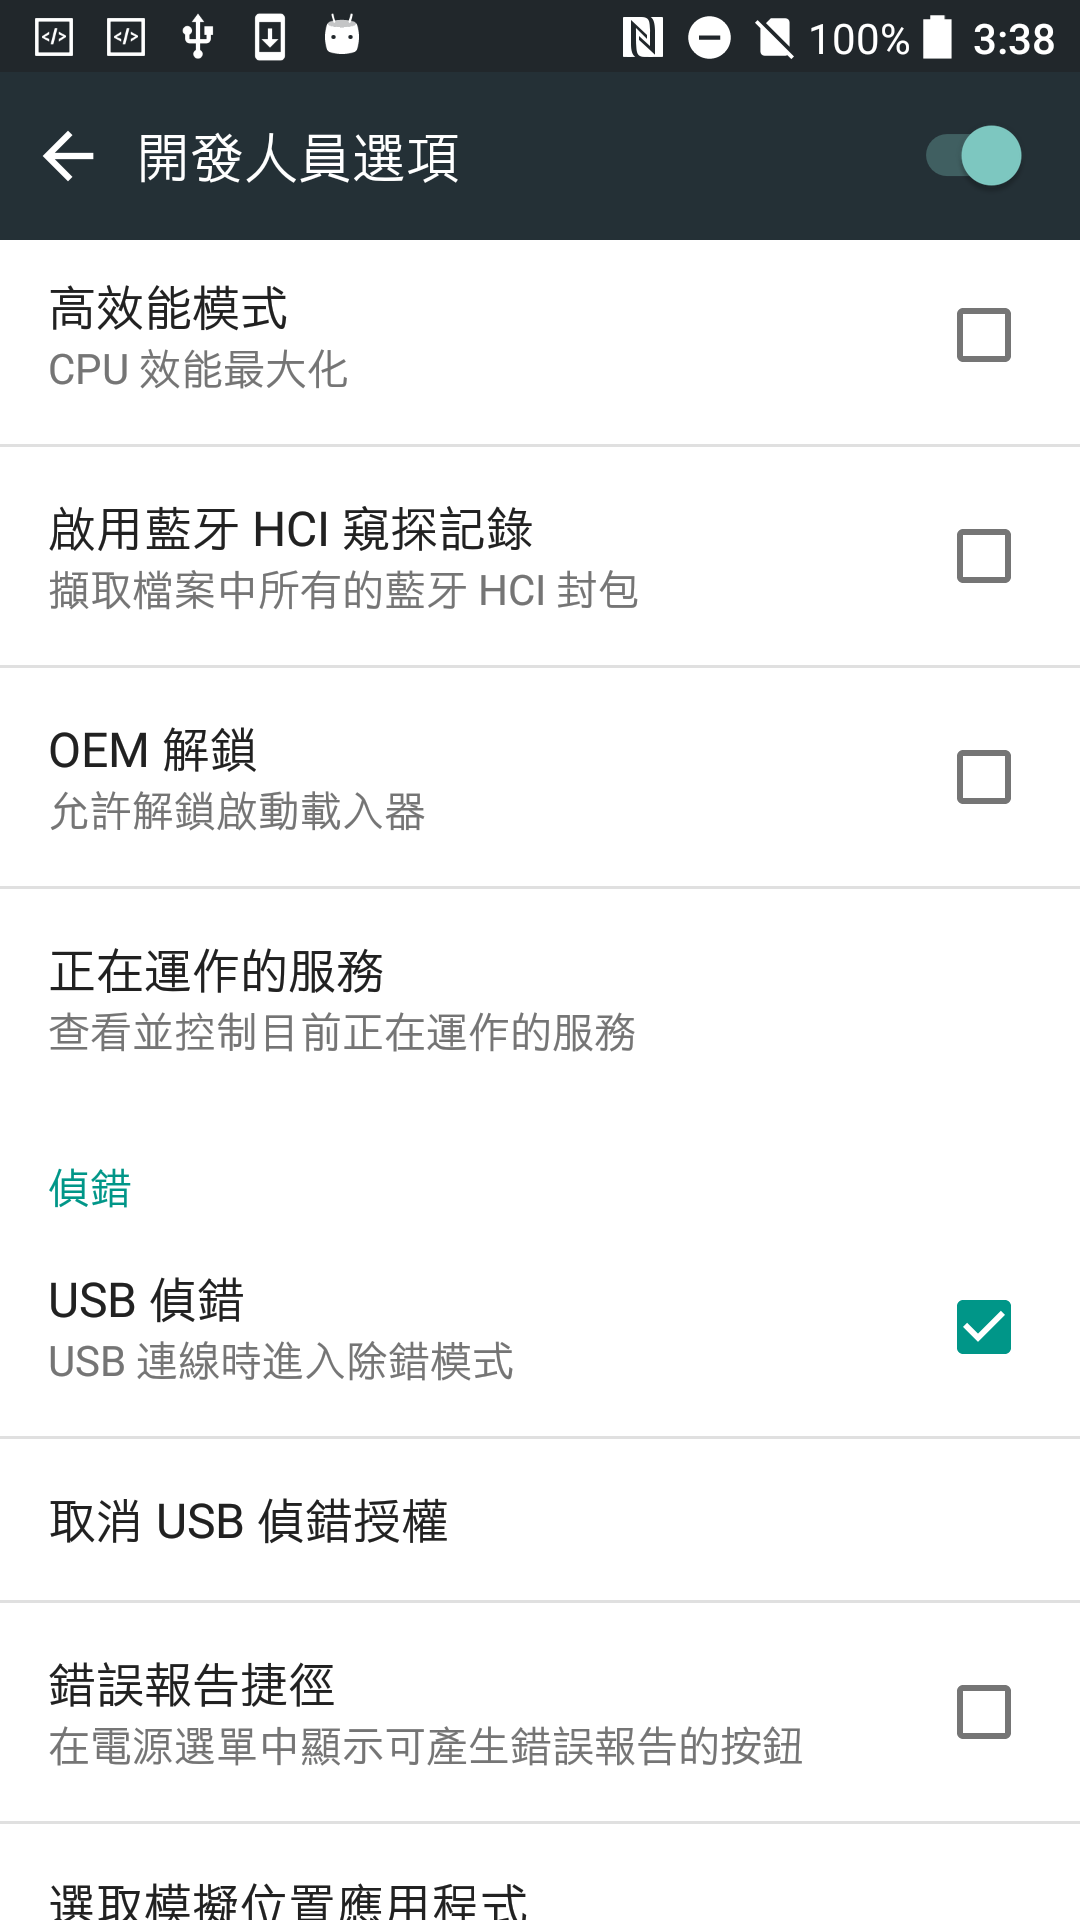 100% 3:38
開發人員選項
高效能模式
CPU 效能最大化
啟用藍牙 HCI 窺探記錄
擷取檔案中所有的藍牙 HCI 封包
OEM 解鎖
允許解鎖啟動載入器
正在運作的服務
查看並控制目前正在運作的服務
偵錯
USB 偵錯
USB 連線時進入除錯模式
取消 USB 偵錯授權
錯誤報告捷徑
在電源選單中顯示可產生錯誤報告的按鈕
選取模擬位置應用程式